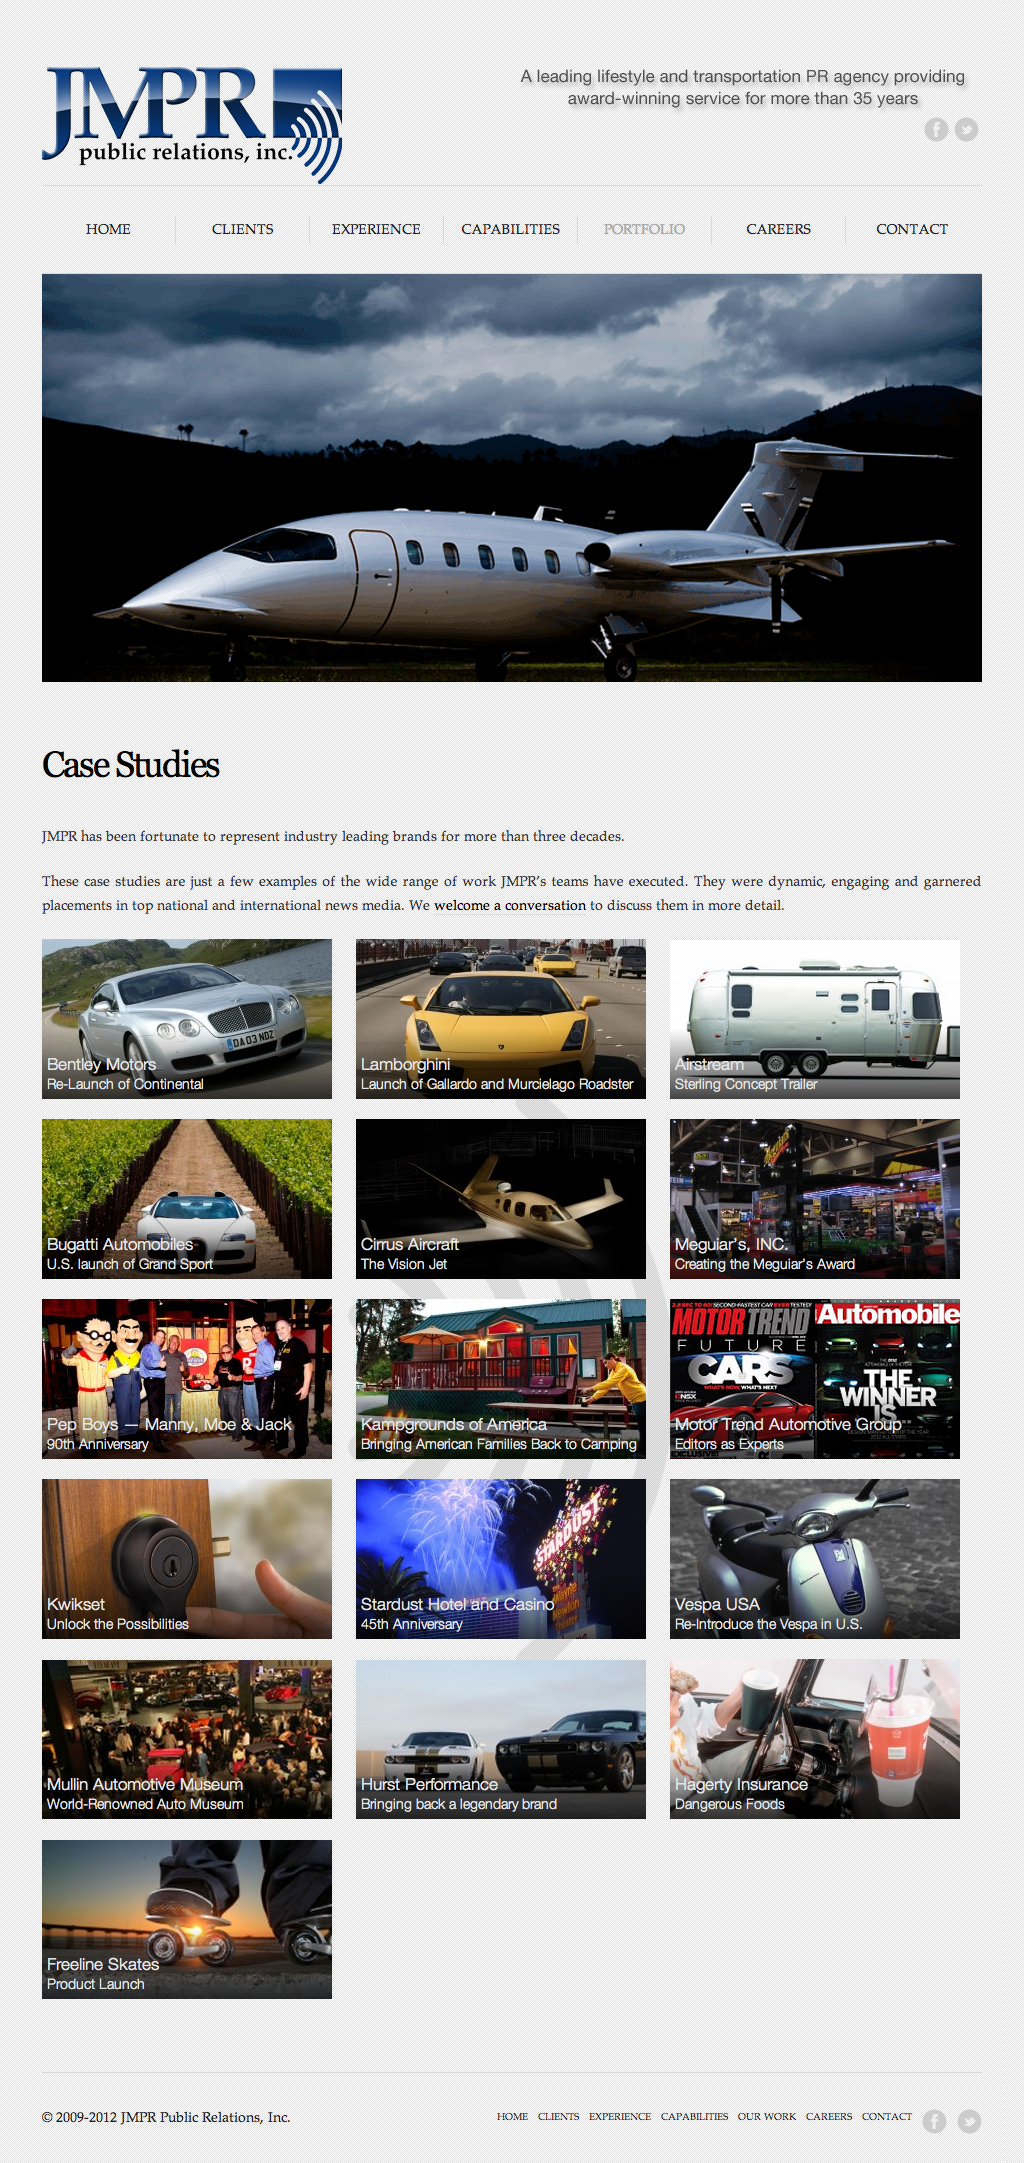 JMPR
public relations, inc.
A leading lifestyle and transportation PR agency providing
award-winning service for more than 35 years
HOME
CLIENTS
EXPERIENCE
CAPABILITIES
PORTFOLIO
CAREERS
CONTACT
Case Studies
JMPR has been fortunate to represent industry leading brands for more than three decades.
These case studies are just a few examples of the wide range of work JMPR's teams have executed. They were dynamic, engaging and garnered
placements in top national and international news media. We welcome a conversation to discuss them in more detail.
DA03 NDZ
Bentley Motors
Re-Launch of Continental
Lamborghini
Launch of Gallardo and Murcielago Roadster
Airstream
Sterling Concept Trailer
Bugatti Automobiles
U.S. launch of Grand Sport
Cirrus Aircraft
The Vision Jet
Meguiar's, INC.
Creating the Meguiar's Award
Pep Boys — Manny, Moe & Jack
90th Anniversary
Kampgrounds of America
Bringing American Families Back to Camping
MOTOR TREND
FUTURE
CARS
WHAT'S NOW, WHAT'S NEXT
Automobile
THE
WINNER
IS
Motor Trend Automotive Group
Editors as Experts
Kwikset
Unlock the Possibilities
STARDUST
Wayne
Newton
Theater
Stardust Hotel and Casino
45th Anniversary
Vespa USA
Re-Introduce the Vespa in U.S.
Mullin Automotive Museum
World-Renowned Auto Museum
Hurst Performance
Bringing back a legendary brand
Hagerty Insurance
Dangerous Foods
Freeline Skates
Product Launch
© 2009-2012 JMPR Public Relations, Inc.
HOME CLIENTS EXPERIENCE CAPABILITIES OUR WORK CAREERS CONTACT